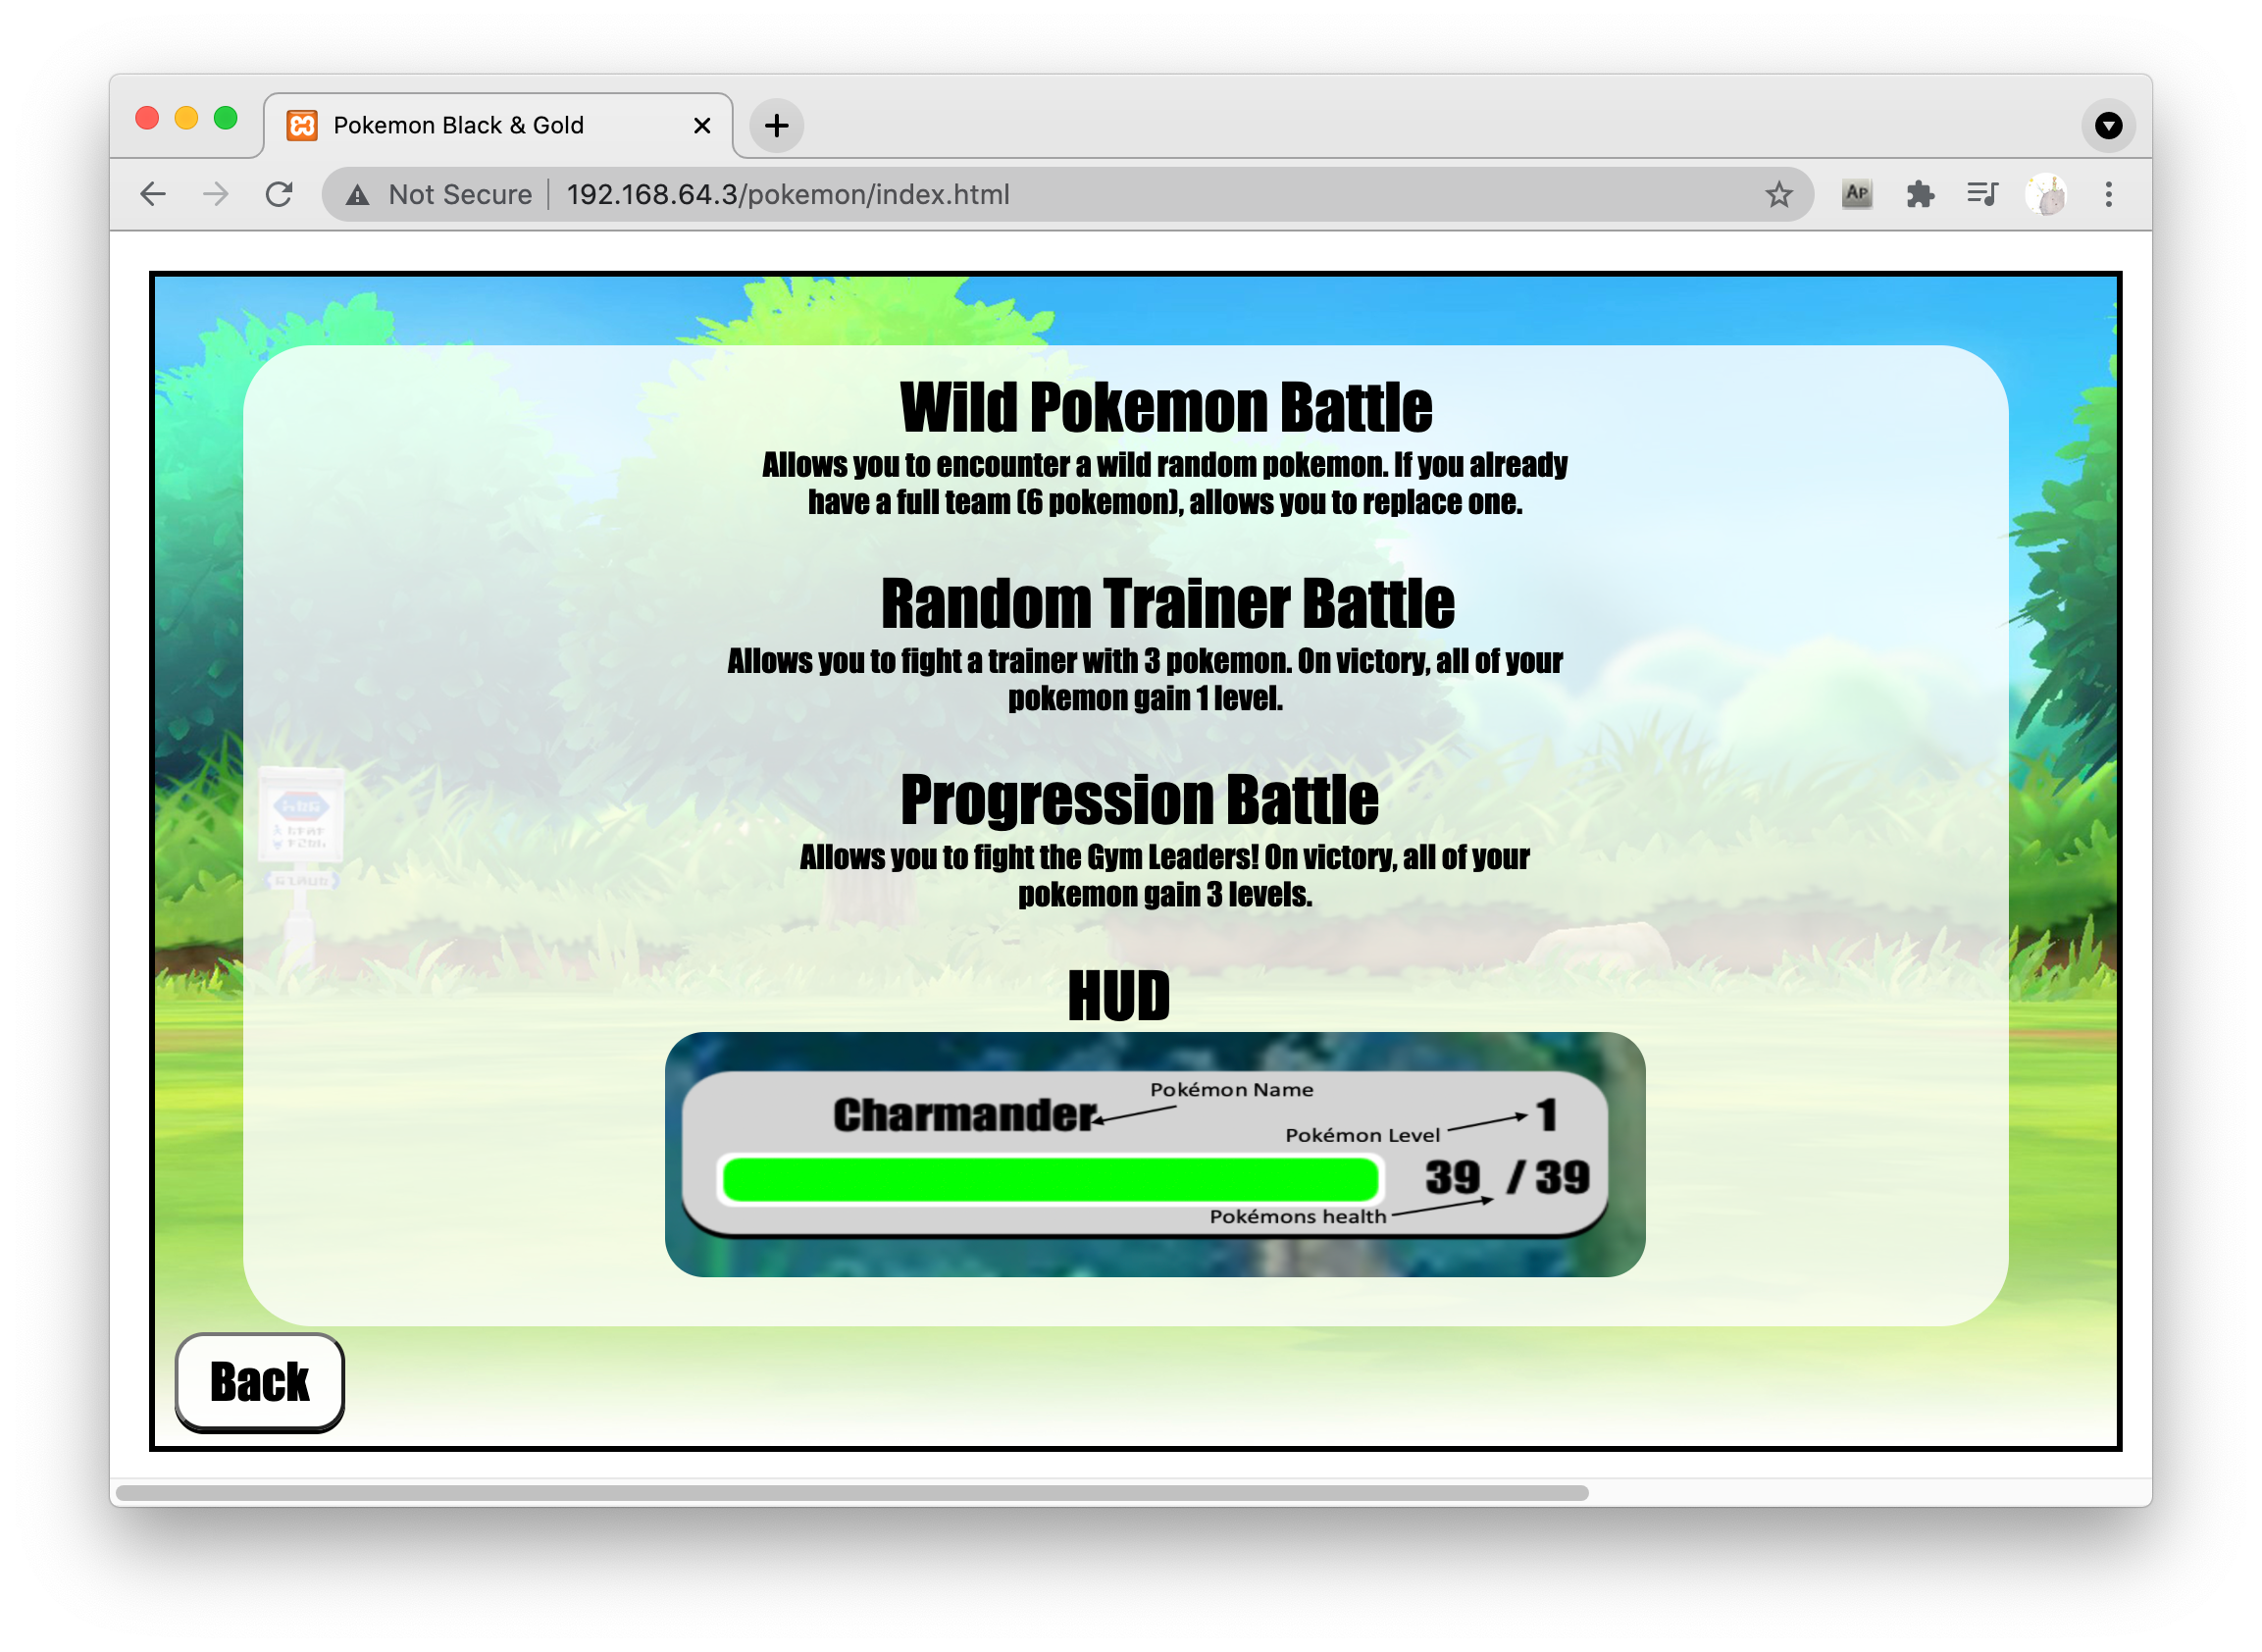 Pokemon Black & Gold
Not Secure
192.168.64.3/pokemon/index.html
AP
Wild Pokemon Battle
Allows you to encounter a wild random pokemon. If you already
have a full team (6 pokemon), allows you to replace one.
Random Trainer Battle
Allows you to fight a trainer with 3 pokemon. On victory, all of your
pokemon gain 1 level.
Progression Battle
Allows you to fight the Gym Leaders! On victory, all of your
pokemon gain 3 levels.
HUD
Pokémon Name
Charmander
1
Pokémon Level
39 / 39
Pokémons health
Back